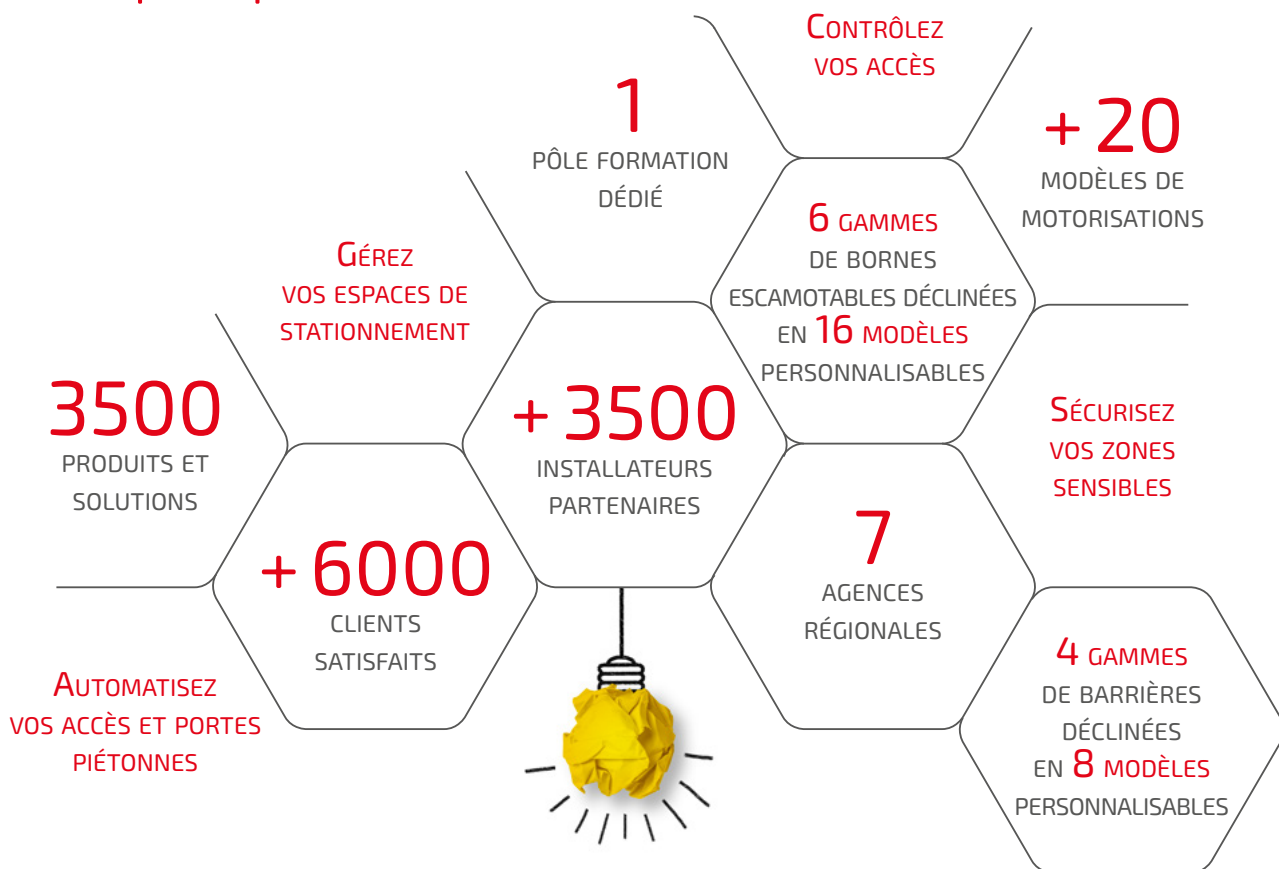 CONTRÔLEZ
VOS ACCÈS
1
PÔLE FORMATION
DÉDIÉ
+ 20
MODÈLES DE
MOTORISATIONS
6 GAMMES
DE BORNES
ESCAMOTABLES DÉCLINÉES
EN 16 MODÈLES
PERSONNALISABLES
GÉREZ
VOS ESPACES DE
STATIONNEMENT
3500
PRODUITS ET
SOLUTIONS
+ 3500
INSTALLATEURS
PARTENAIRES
SÉCURISEZ
VOS ZONES
SENSIBLES
+ 6000
CLIENTS
SATISFAITS
7
AGENCES
RÉGIONALES
AUTOMATISEZ
VOS ACCÈS ET PORTES
PIÉTONNES
4 GAMMES
DE BARRIÈRES
DÉCLINÉES
EN 8 MODÈLES
PERSONNALISABLES